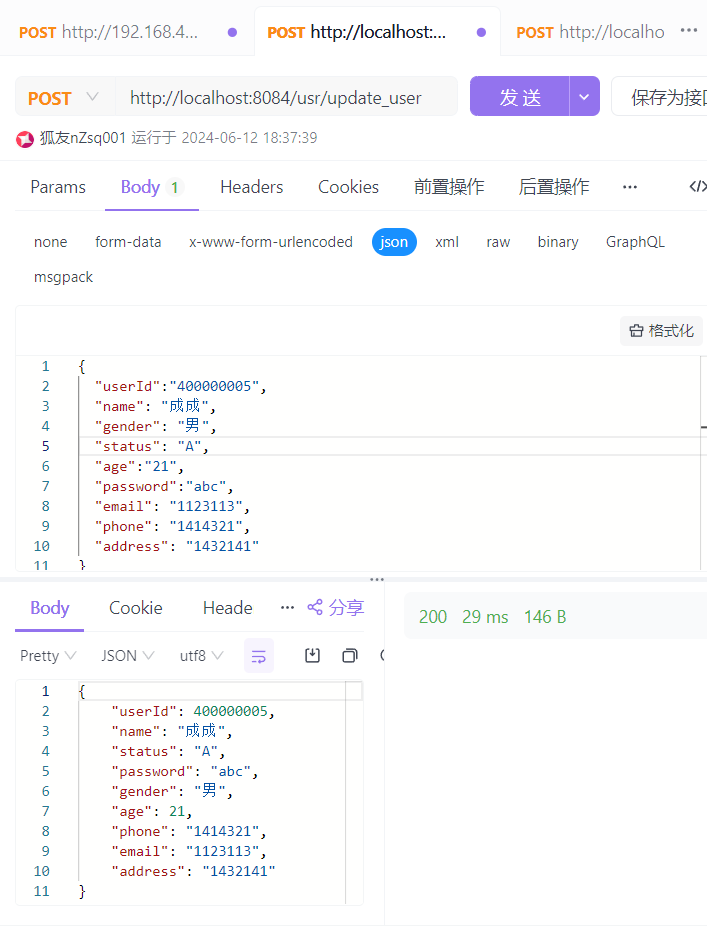 POST http://192.168.4... POST http://localhost:... POST http://localho ...
POST http://localhost:8084/usr/update_user 发 送 保存为接
狐友nZsq001 运行于 2024-06-12 18:37:39
Params Body 1 Headers Cookies 前置操作 后置操作 ... </>
none form-data x-www-form-urlencoded json xml raw binary GraphQL
msgpack
格式化
1 {
2 "userId":"400000005",
3 "name": "成成",
4 "gender": "男",
5 "status": "A",
6 "age":"21",
7 "password":"abc",
8 "email": "1123113",
9 "phone": "1414321",
10 "address": "1432141"
11 }
Body Cookie Heade ... 分享
200 29 ms 146 B
Pretty JSON utf8
1 {
2 "userId": 400000005,
3 "name": "成成",
4 "status": "A",
5 "password": "abc",
6 "gender": "男",
7 "age": 21,
8 "phone": "1414321",
9 "email": "1123113",
10 "address": "1432141"
11 }